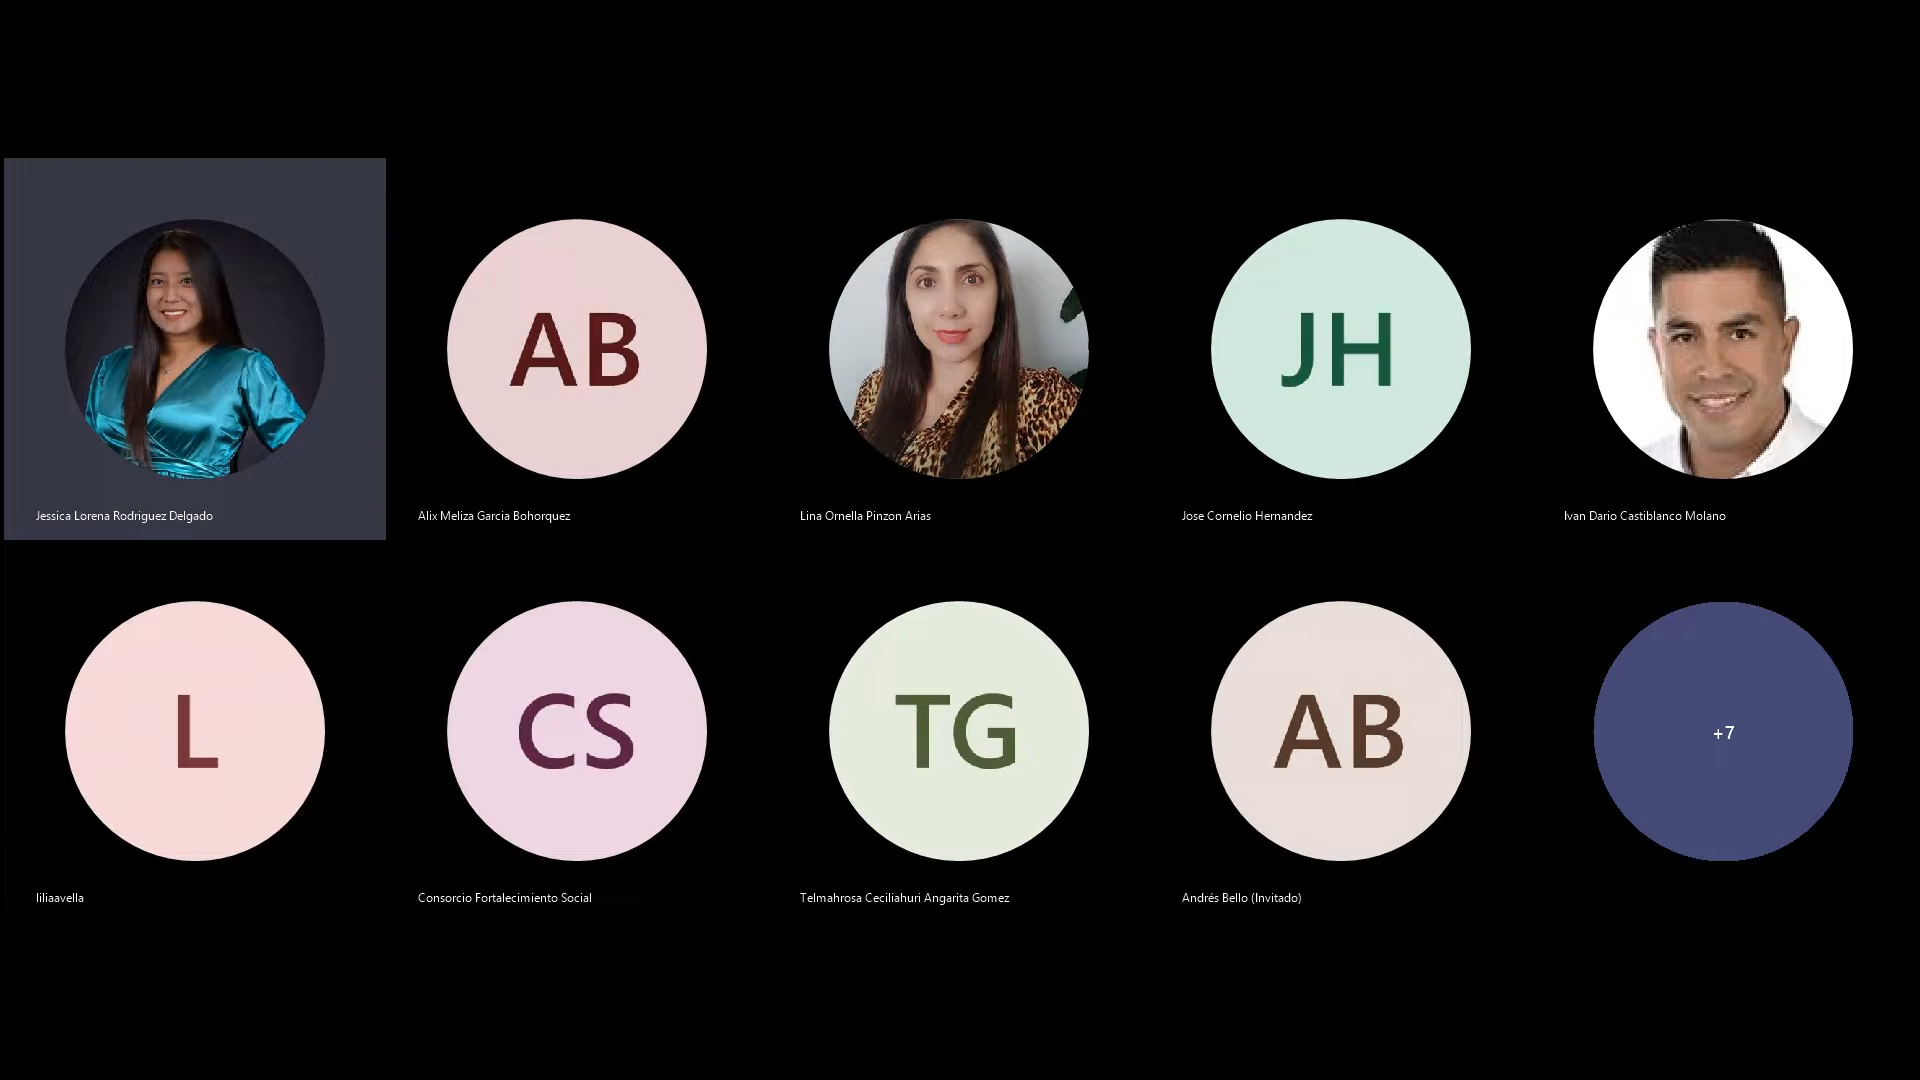 AB
JH
Jessica Lorena Rodriguez Delgado
Alix Meliza Garcia Bohorquez
Lina Ornella Pinzon Arias
Jose Cornelio Hernandez
Ivan Dario Castiblanco Molano
L
CS
TG
AB
+7
liliaavella
Consorcio Fortalecimiento Social
Telmahrosa Ceciliahuri Angarita Gomez
Andrés Bello (Invitado)